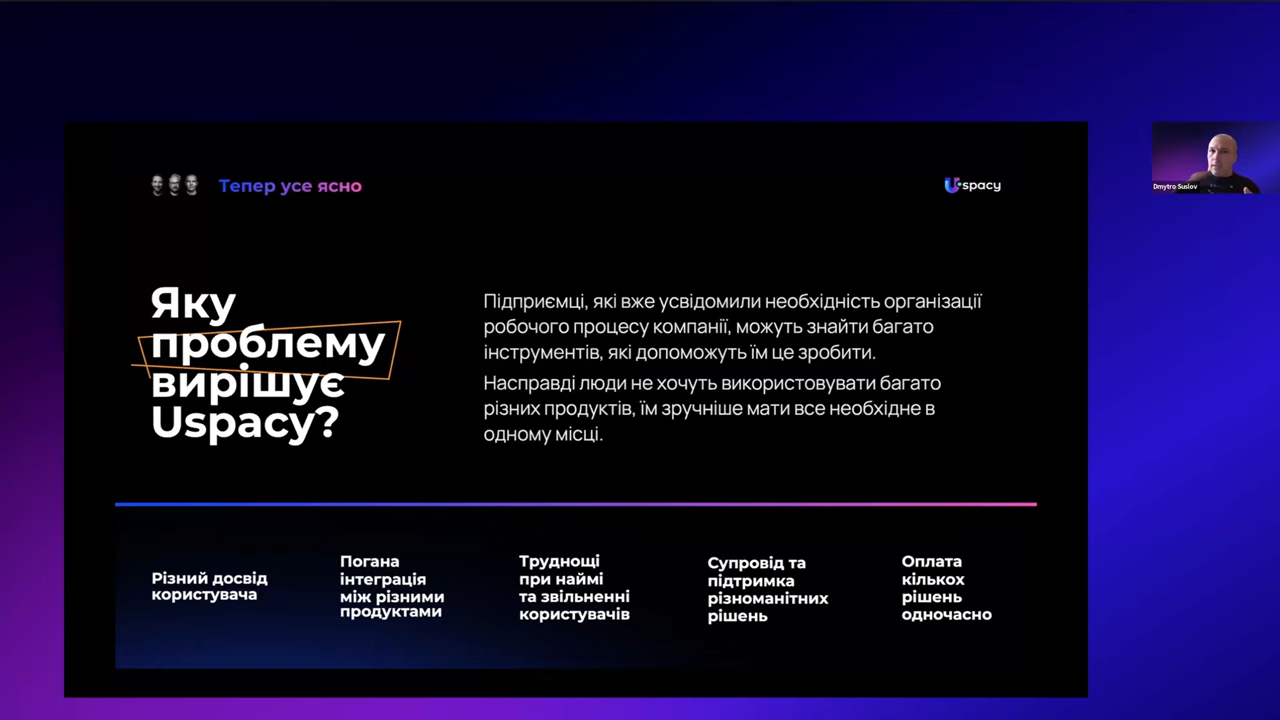 Тепер усе ясно
Uspacy
Dmytro Suslov
Яку
проблему
вирішує
Uspacy?
Підприємці, які вже усвідомили необхідність організації
робочого процесу компанії, можуть знайти багато
інструментів, які допоможуть їм це зробити.
Насправді люди не хочуть використовувати багато
різних продуктів, їм зручніше мати все необхідне в
одному місці.
Різний досвід
користувача
Погана
інтеграція
між різними
продуктами
Труднощі
при наймі
та звільненні
користувачів
Супровід та
підтримка
різноманітних
рішень
Оплата
кількох
рішень
одночасно